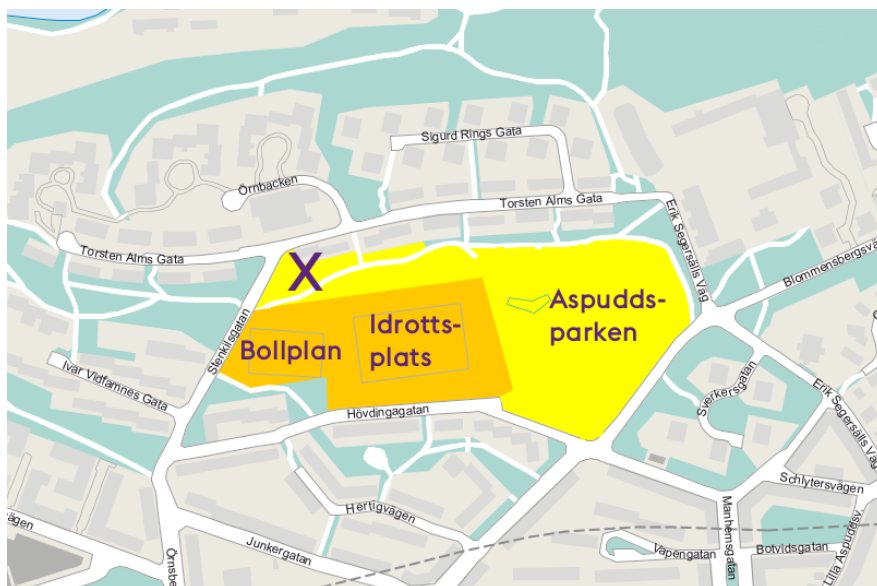 Sigurd Rings Gata
Örnbacken
Torsten Alms Gata
Torsten Alms Gata
Erik Segersälls Väg
Blommensbergsvä
X
Aspudds-
parken
Idrotts-
plats
Bollplan
Stenkilsgatan
Ivar Vidfamnes Gata
Hövdingagatan
Sverkersgatan
Erik Segersälls Väg
Schlytersvägen
Hertigvägen
Manhemsgatan
Junkergatan
Vapengatan
Botvidsgatan
Lilla Aspuddsv.
Örnsbe
vägen